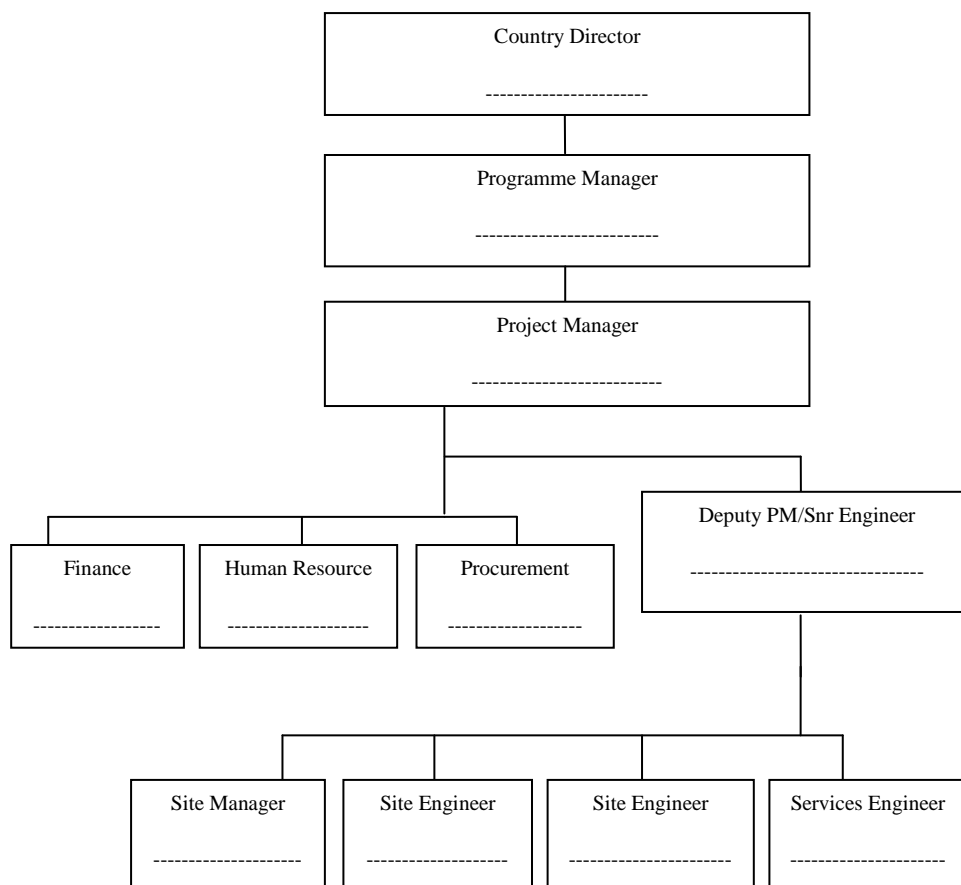 Country Director
-----------------------
Programme Manager
--------------------------
Project Manager
---------------------------
Deputy PM/Snr Engineer
---------------------------------
Finance
------------------
Human Resource
--------------------
Procurement
-------------------
Site Manager
---------------------
Site Engineer
--------------------
Site Engineer
-------------------
Services Engineer
----------------------